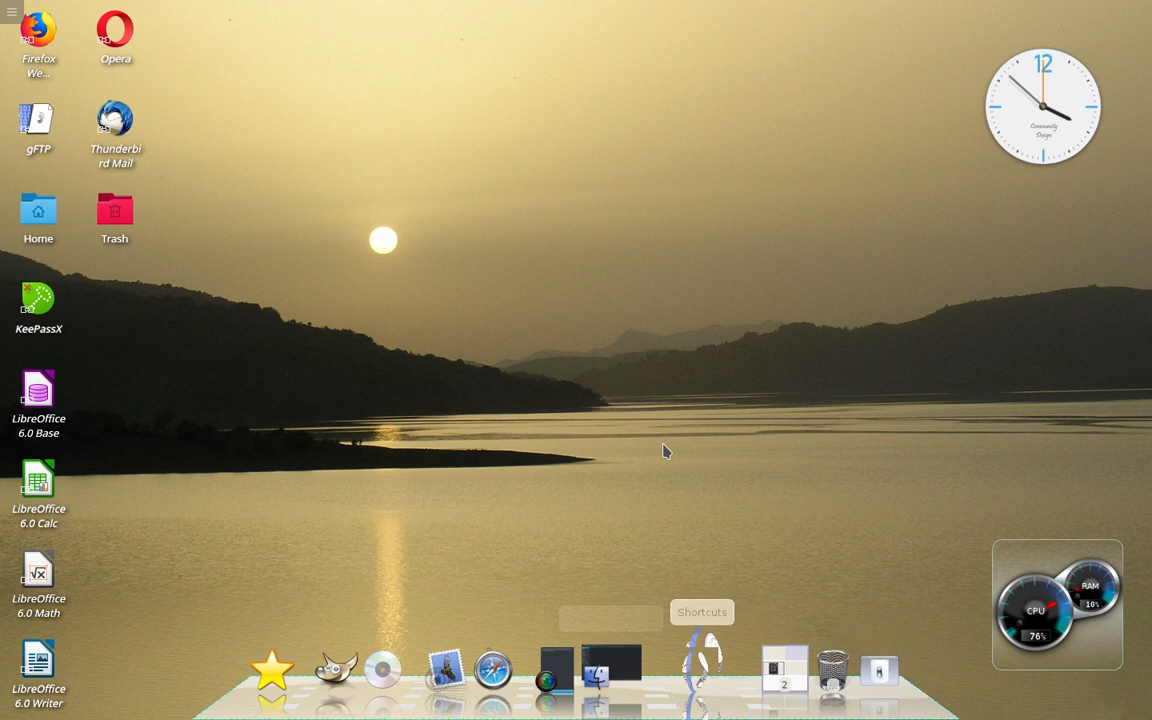 Firefox
We...
Opera
gFTP
Thunderbi
rd Mail
Home
Trash
KeePassX
LibreOffice
6.0 Base
LibreOffice
6.0 Calc
LibreOffice
6.0 Math
LibreOffice
6.0 Writer
12
Community
Design
RAM
10%
CPU
76%
Shortcuts
2